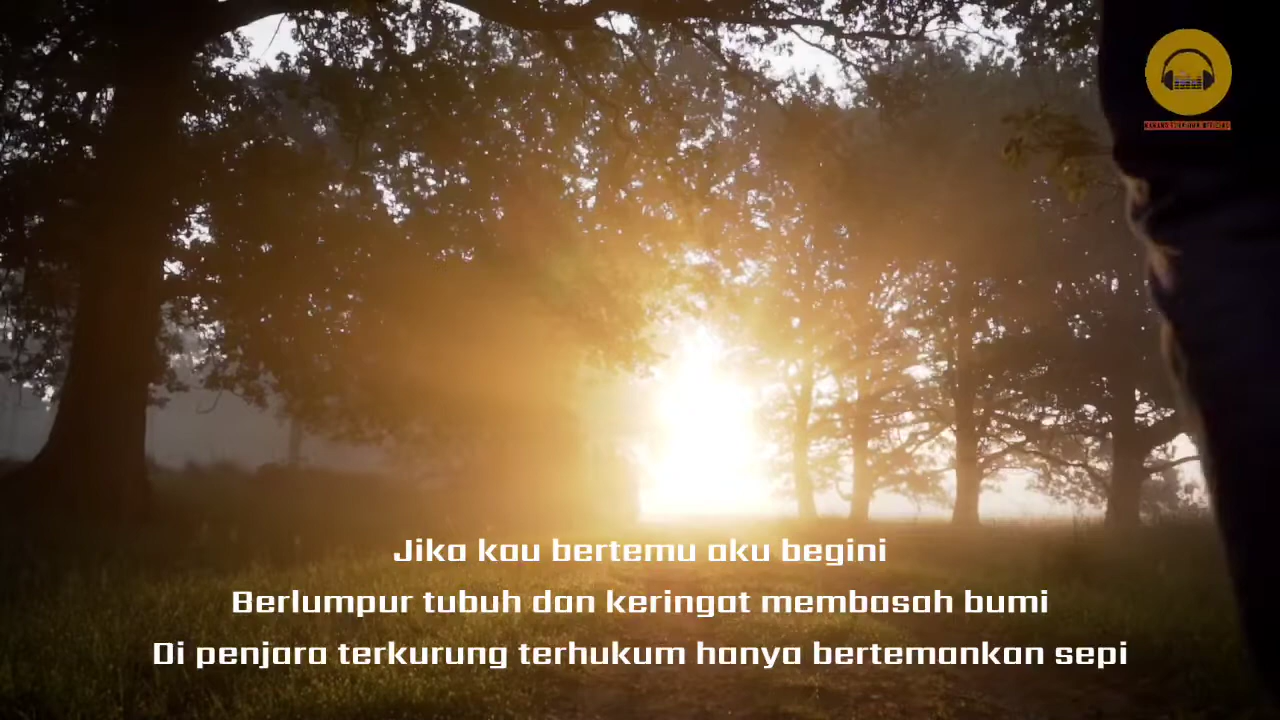 Jika kau bertemu aku begini
Berlumpur tubuh dan keringat membasah bumi
Di penjara terkurung terhukum hanya bertemankan sepi